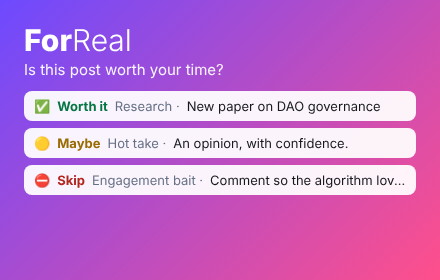 ForReal
Is this post worth your time?
✅ Worth it Research · New paper on DAO governance
🟡 Maybe Hot take · An opinion, with confidence.
⛔ Skip Engagement bait · Comment so the algorithm lov...